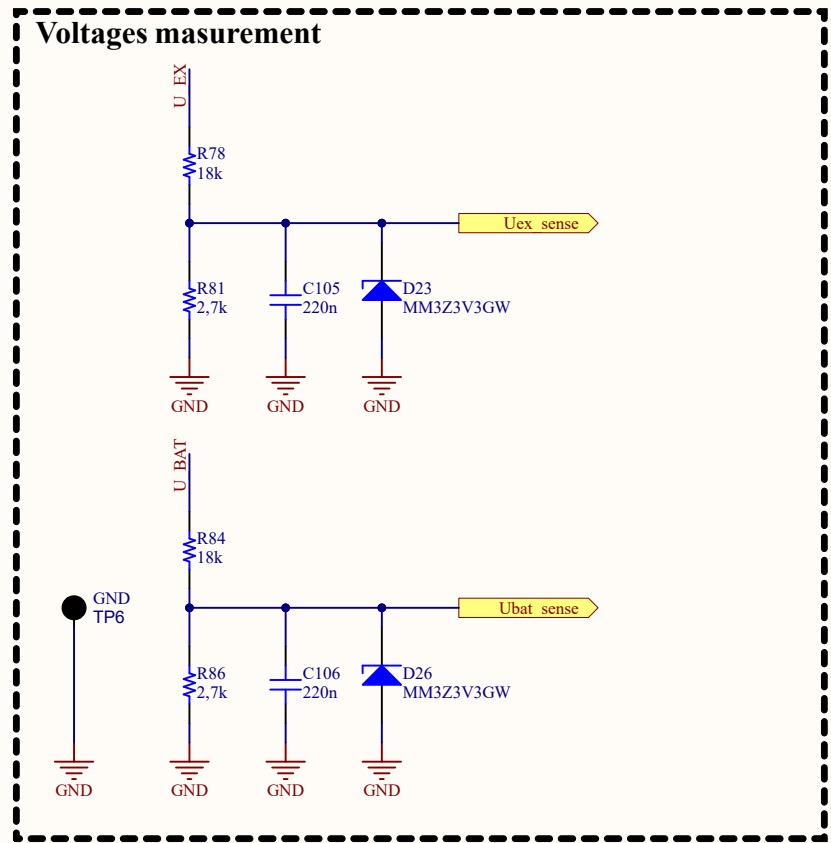 Voltages masurement
U_EX
R78
18k
Uex_sense
R81
2,7k
C105
220n
D23
MM3Z3V3GW
GND
GND
GND
U_BAT
R84
18k
GND
TP6
Ubat_sense
R86
2,7k
C106
220n
D26
MM3Z3V3GW
GND
GND
GND
GND